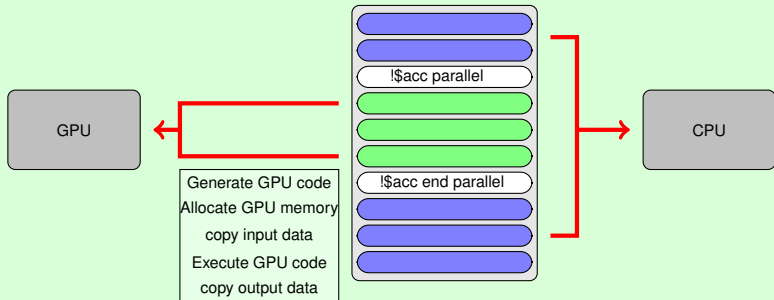 !$acc parallel
GPU
CPU
!$acc end parallel
Generate GPU code
Allocate GPU memory
copy input data
Execute GPU code
copy output data